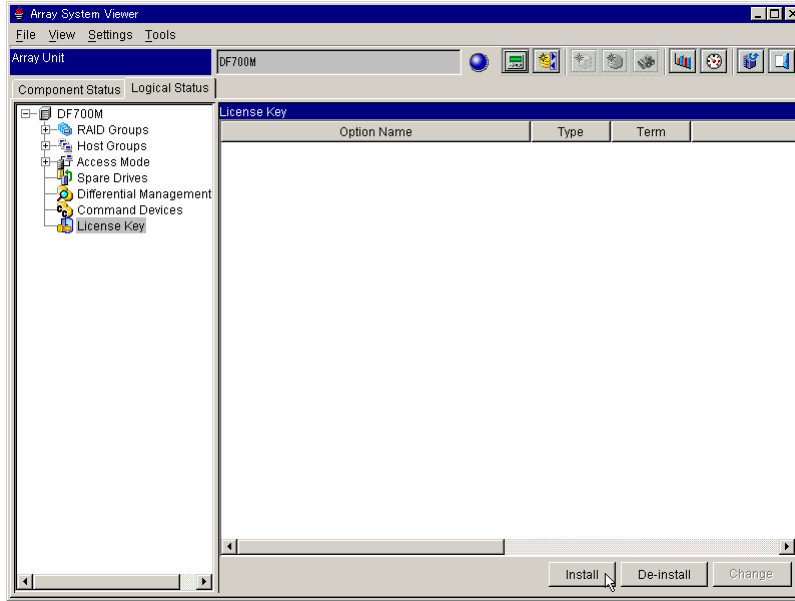 Array System Viewer
File View Settings Tools
Array Unit DF700M
Component Status Logical Status
DF700M
RAID Groups
Host Groups
Access Mode
Spare Drives
Differential Management
Command Devices
License Key
License Key
Option Name Type Term
Install De-install Change